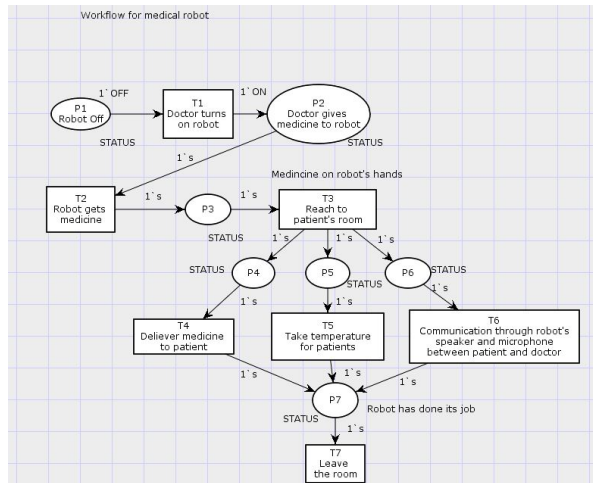 Workflow for medical robot
1`OFF
1`ON
P1
Robot Off
T1
Doctor turns
on robot
P2
Doctor gives
medicine to robot
STATUS
STATUS
1`s
Medincine on robot's hands
T2
Robot gets
medicine
1`s
P3
1`s
T3
Reach to
patient's room
STATUS
1`s
1`s
1`s
STATUS
P4
P5
STATUS
P6
STATUS
1`s
1`s
1`s
T4
Deliever medicine
to patient
T5
Take temperature
for patients
T6
Communication through robot's
speaker and microphone
between patient and doctor
1`s
1`s
1`s
P7
STATUS
Robot has done its job
1`s
T7
Leave
the room